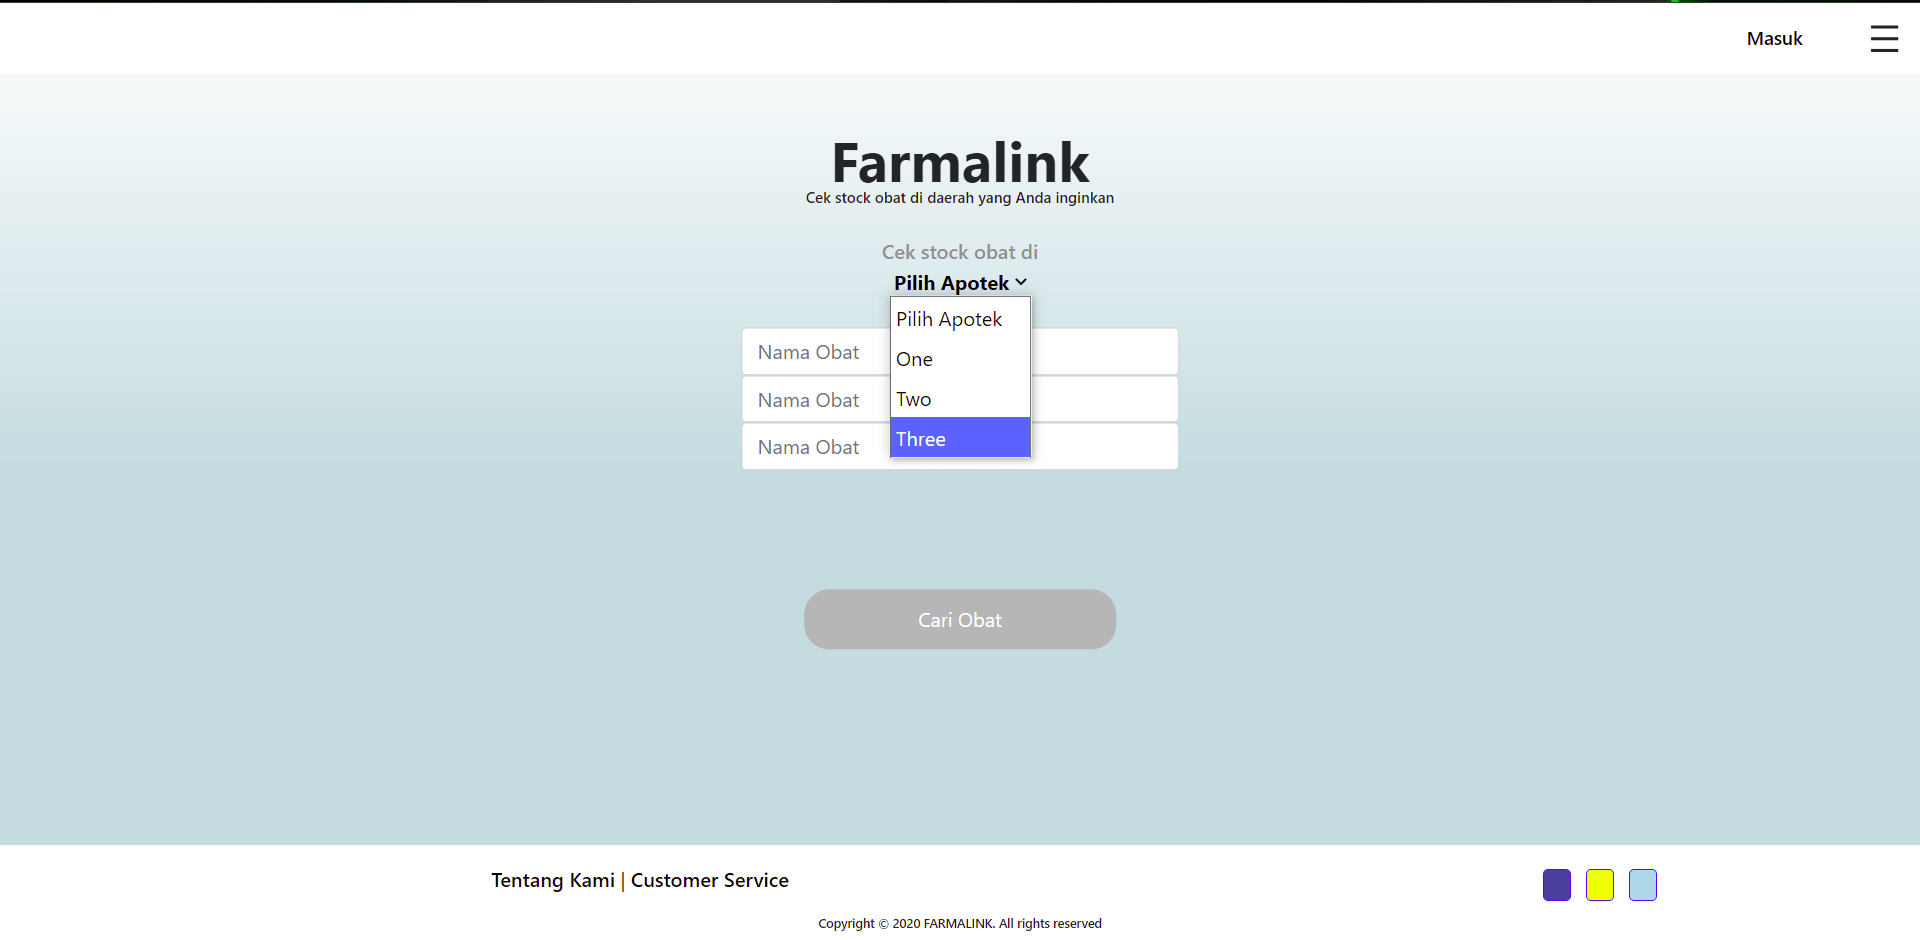 Masuk
Farmalink
Cek stock obat di daerah yang Anda inginkan
Cek stock obat di
Pilih Apotek
Pilih Apotek
One
Two
Three
Nama Obat
Nama Obat
Nama Obat
Cari Obat
Tentang Kami | Customer Service
Copyright © 2020 FARMALINK. All rights reserved